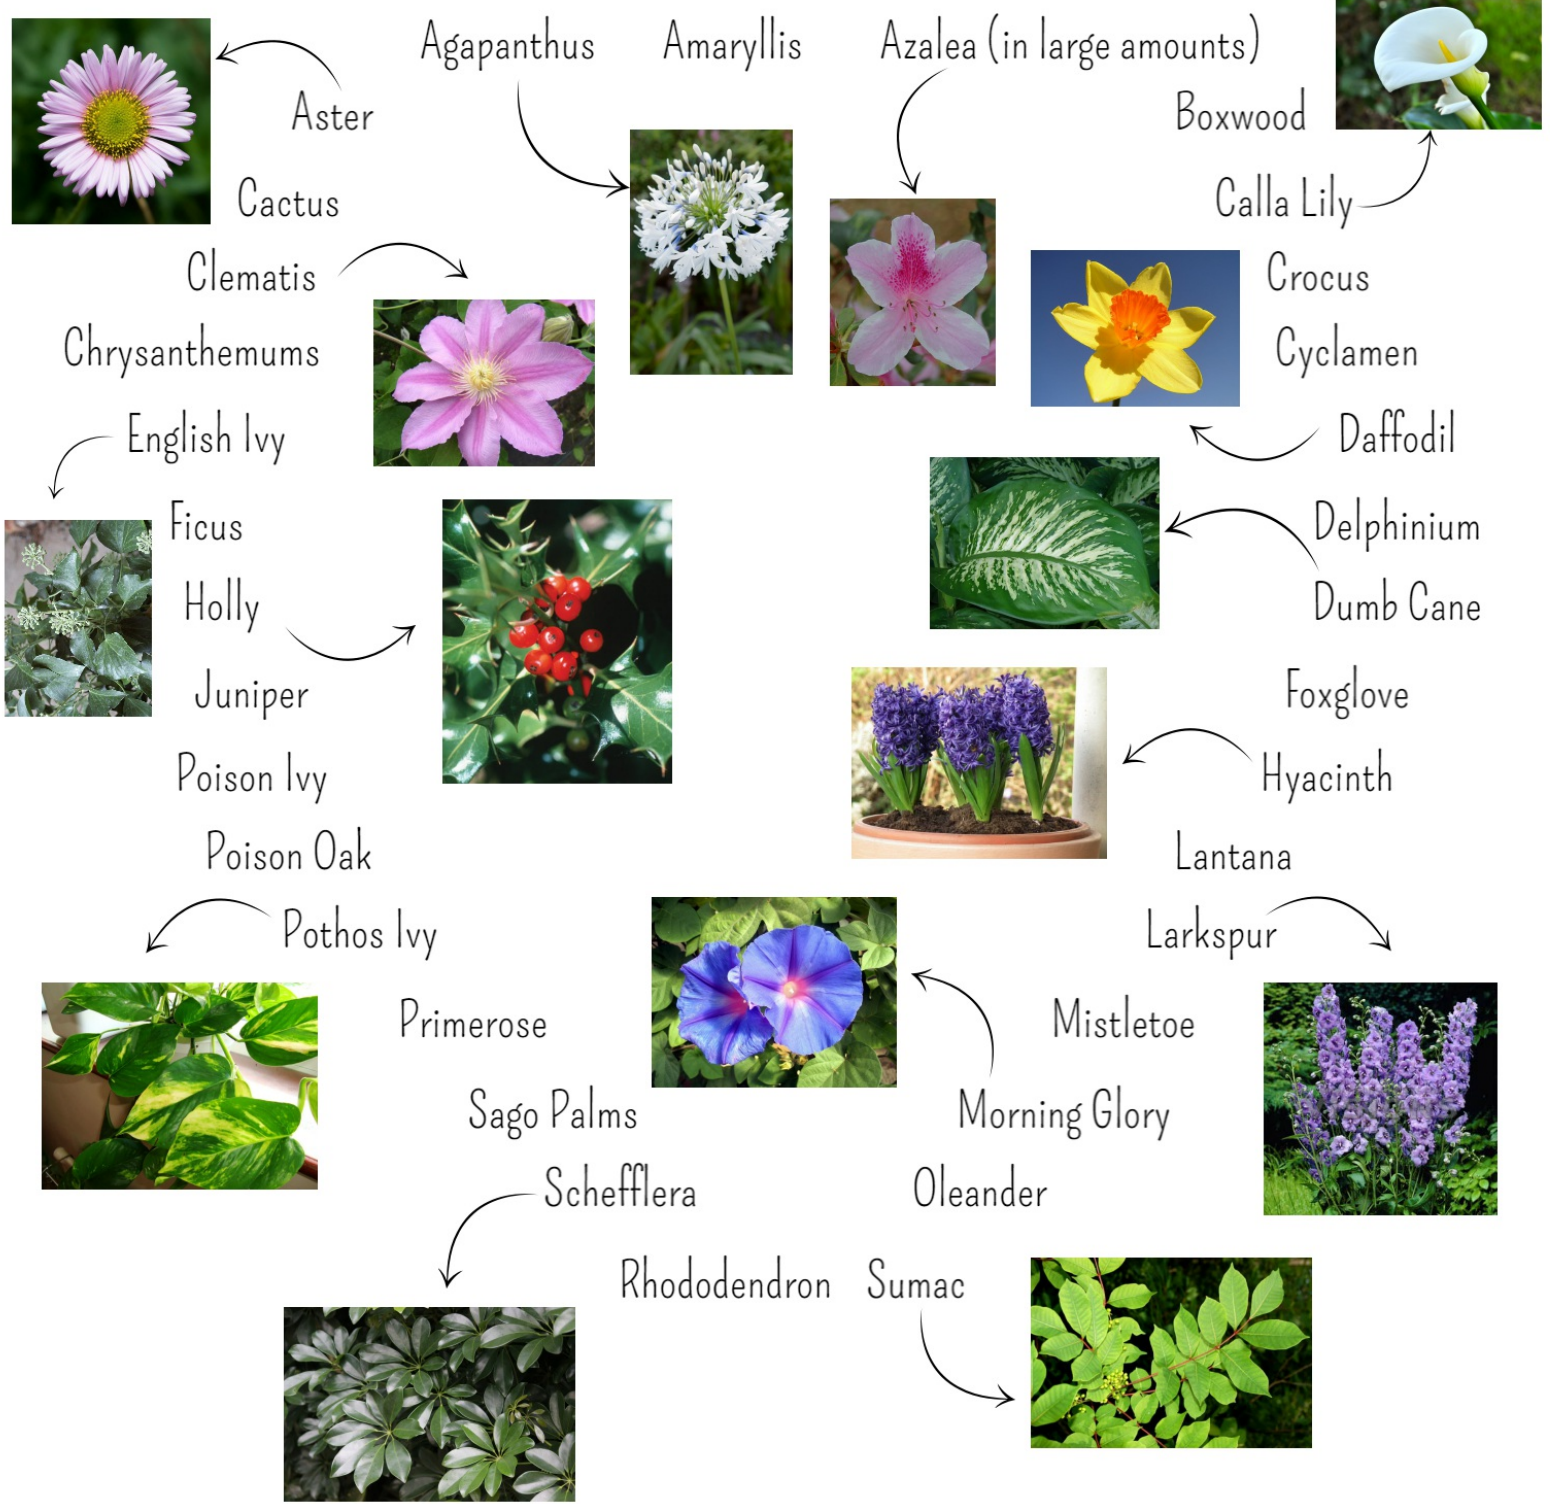 Agapanthus
Amaryllis
Azalea (in large amounts)
Aster
Boxwood
Cactus
Calla Lily
Clematis
Crocus
Chrysanthemums
Cyclamen
English Ivy
Daffodil
Ficus
Delphinium
Holly
Dumb Cane
Juniper
Foxglove
Poison Ivy
Hyacinth
Poison Oak
Lantana
Pothos Ivy
Larkspur
Primerose
Mistletoe
Sago Palms
Morning Glory
Schefflera
Oleander
Rhododendron
Sumac